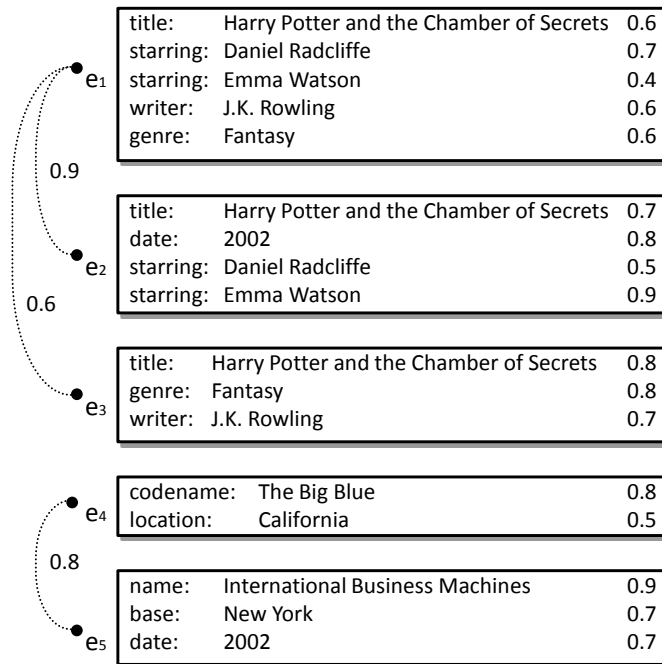 title: Harry Potter and the Chamber of Secrets 0.6
starring: Daniel Radcliffe 0.7
e1 starring: Emma Watson 0.4
writer: J.K. Rowling 0.6
genre: Fantasy 0.6
0.9
title: Harry Potter and the Chamber of Secrets 0.7
date: 2002 0.8
e2 starring: Daniel Radcliffe 0.5
starring: Emma Watson 0.9
0.6
title: Harry Potter and the Chamber of Secrets 0.8
genre: Fantasy 0.8
e3 writer: J.K. Rowling 0.7
codename: The Big Blue 0.8
e4 location: California 0.5
0.8
name: International Business Machines 0.9
base: New York 0.7
e5 date: 2002 0.7